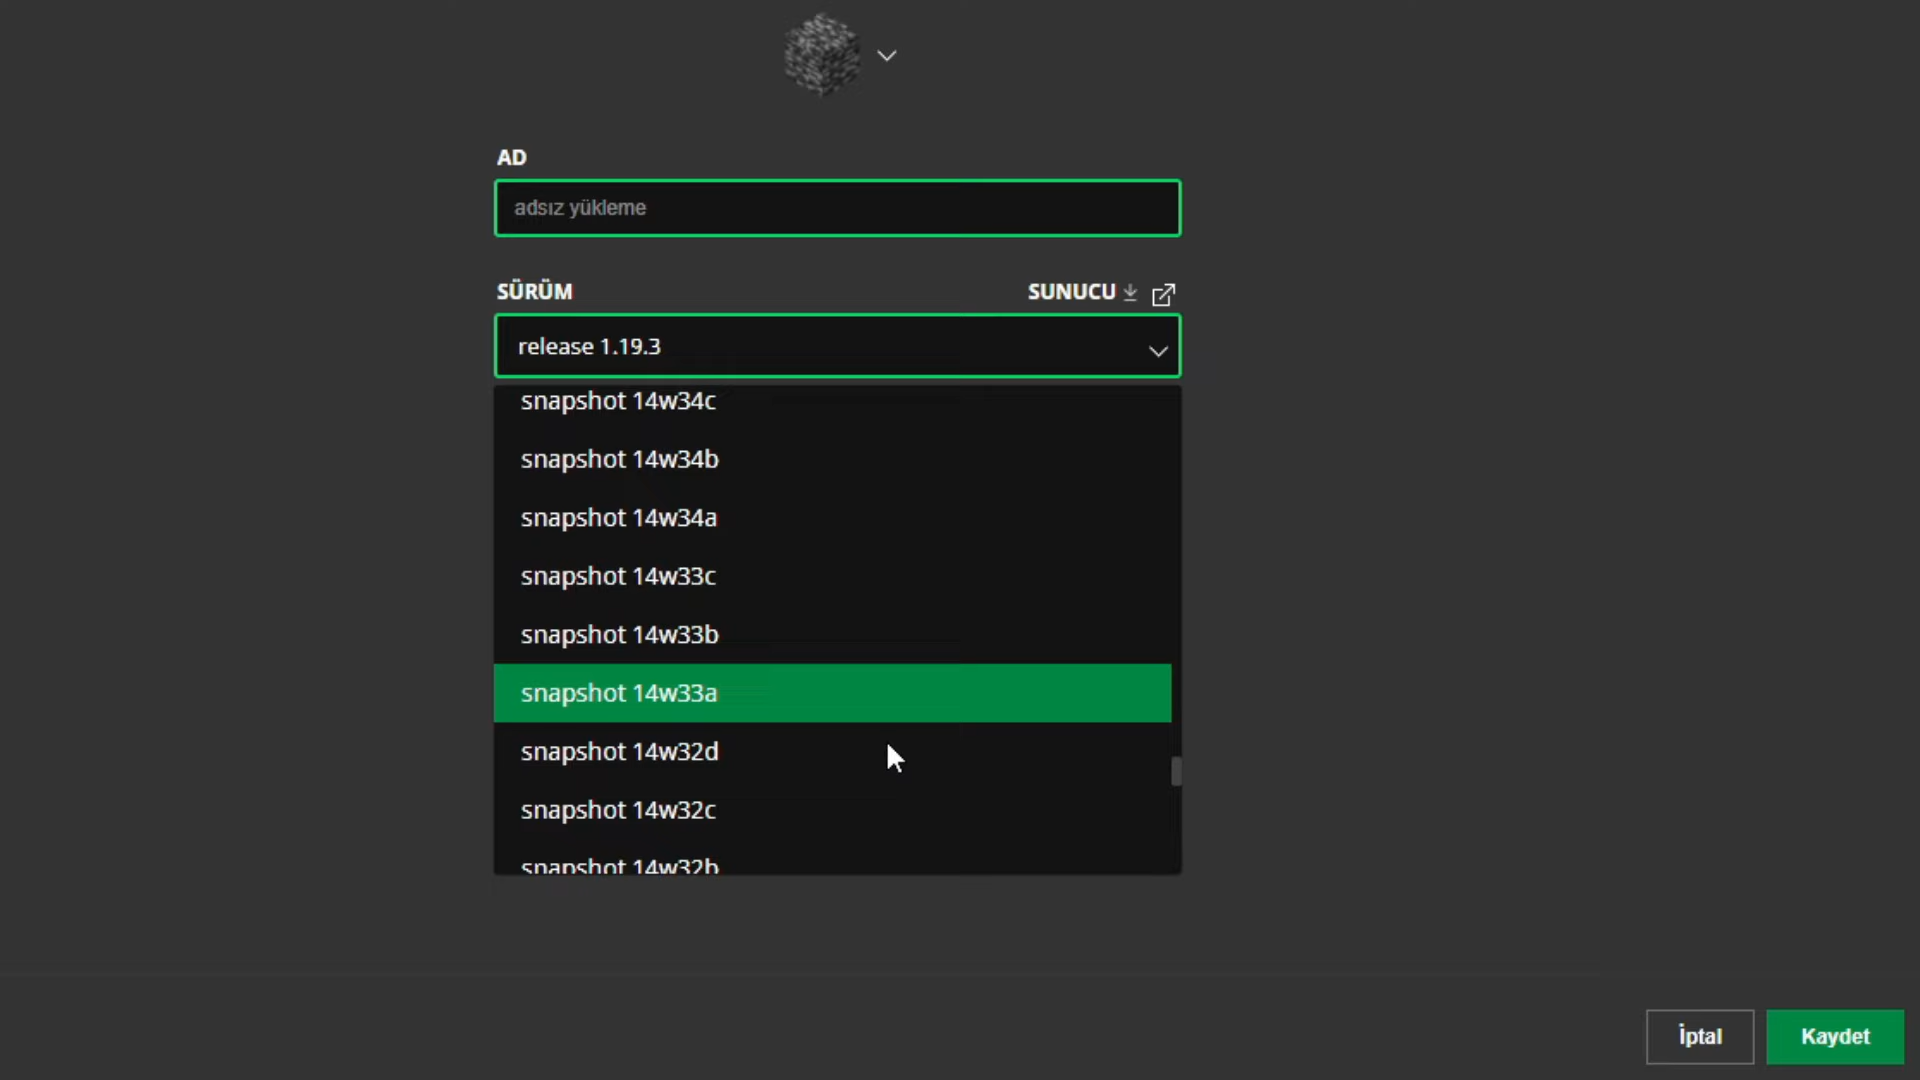 AD
adsız yükleme
SÜRÜM SUNUCU
release 1.19.3
snapshot 14w34c
snapshot 14w34b
snapshot 14w34a
snapshot 14w33c
snapshot 14w33b
snapshot 14w33a
snapshot 14w32d
snapshot 14w32c
snapshot 14w32b
İptal Kaydet